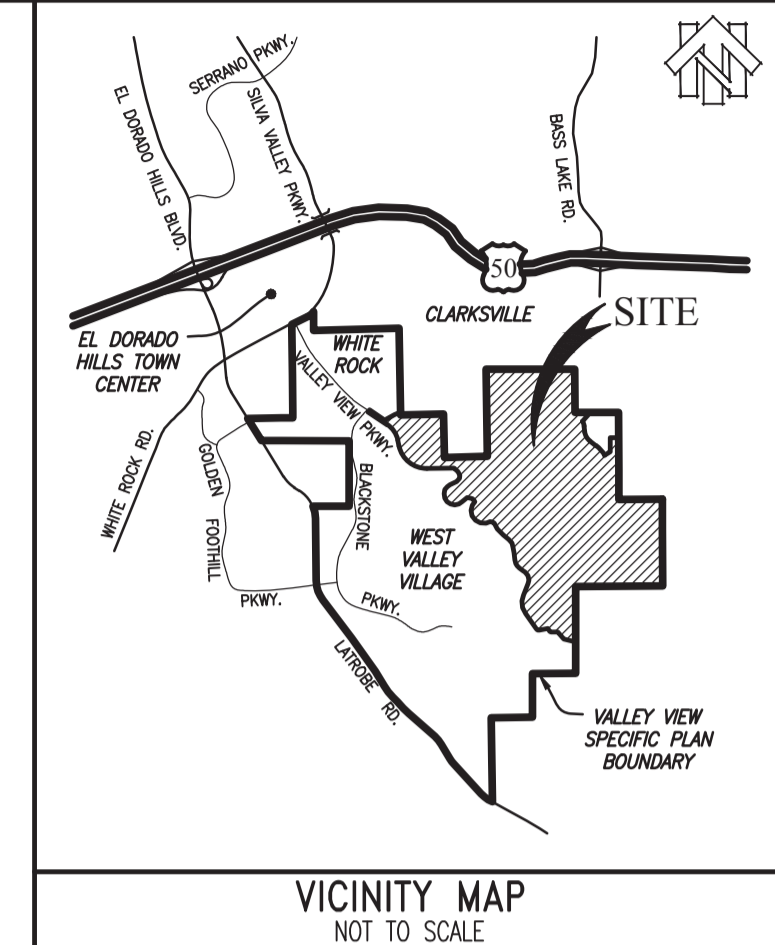 SERRANO PKWY.
EL DORADO HILLS BLVD.
SILVA VALLEY PKWY.
BASS LAKE RD.
N
50
CLARKSVILLE
SITE
EL DORADO
HILLS TOWN
CENTER
WHITE
ROCK
VALLEY VIEW PKWY.
WHITE ROCK RD.
GOLDEN FOOTHILL
PKWY.
BLACKSTONE
PKWY.
WEST
VALLEY
VILLAGE
LATROBE RD.
VALLEY VIEW
SPECIFIC PLAN
BOUNDARY
VICINITY MAP
NOT TO SCALE